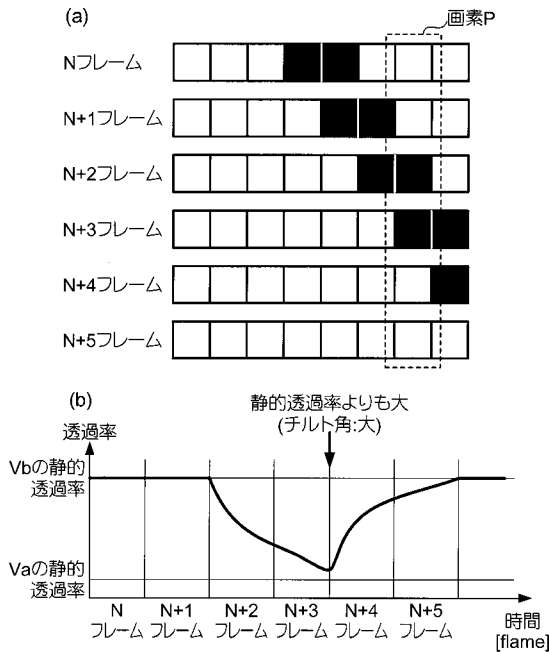 (a)
画素P
Nフレーム
N+1フレーム
N+2フレーム
N+3フレーム
N+4フレーム
N+5フレーム
(b)
静的透過率よりも大
(チルト角:大)
透過率
Vbの静的
透過率
Vaの静的
透過率
N
フレーム
N+1
フレーム
N+2
フレーム
N+3
フレーム
N+4
フレーム
N+5
フレーム
時間
[flame]